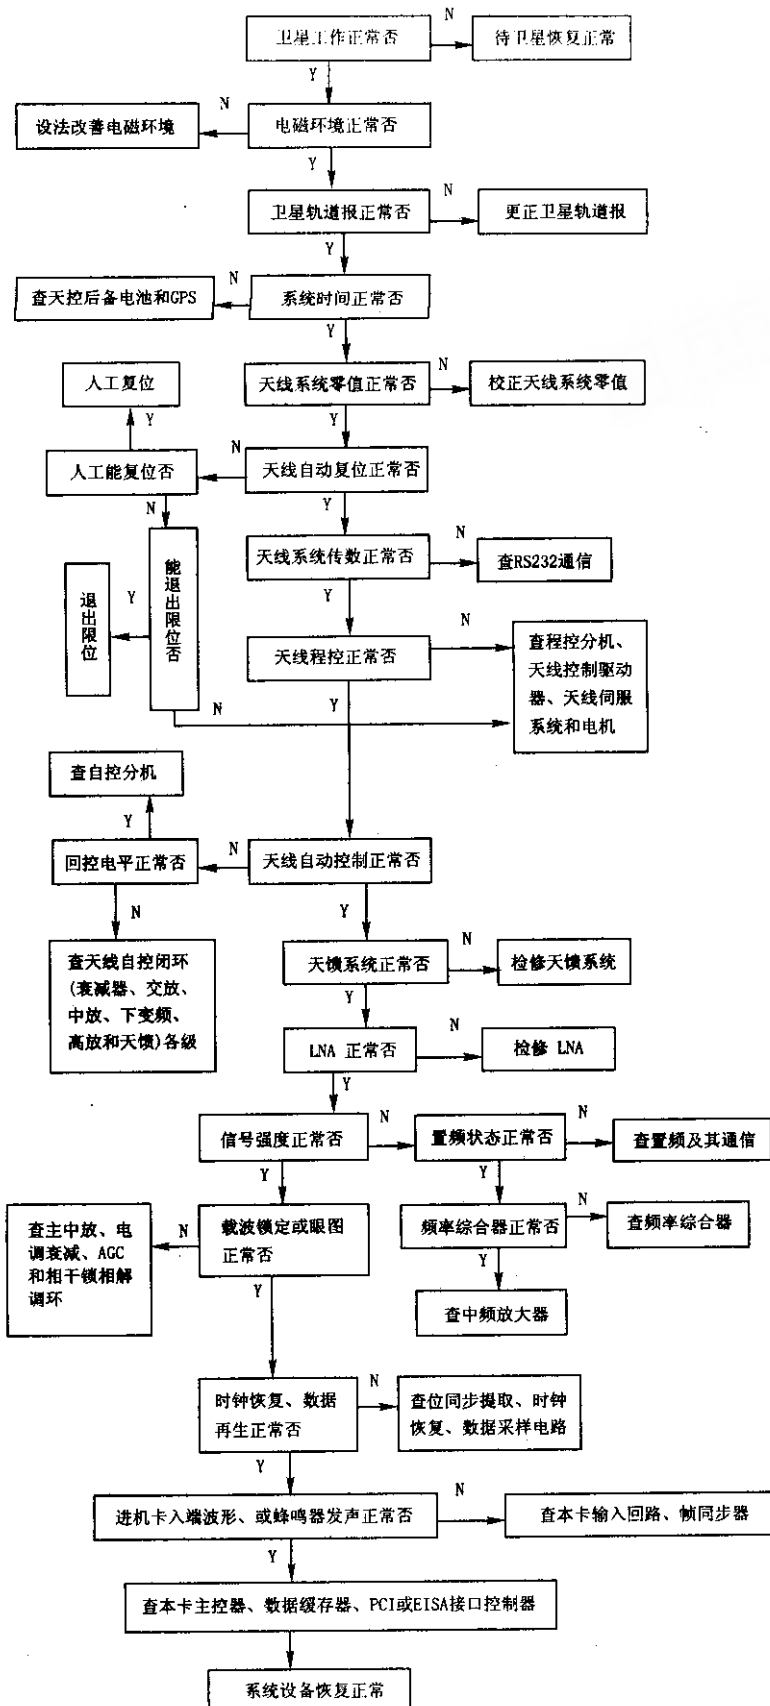 卫星工作正常否
N
待卫星恢复正常
Y
N
设法改善电磁环境
电磁环境正常否
Y
N
卫星轨道报正常否
更正卫星轨道报
Y
N
查天控后备电池和GPS
系统时间正常否
Y
人工复位
天线系统零值正常否
N
校正天线系统零值
Y
Y
人工能复位否
N
天线自动复位正常否
N
Y
N
能退出限位否
天线系统传数正常否
查RS232通信
退出限位
Y
Y
N
天线程控正常否
查程控分机、
天线控制驱动
器、天线伺服
系统和电机
N
Y
查自控分机
Y
回控电平正常否
N
天线自动控制正常否
N
Y
查天线自控闭环
(衰减器、交放、
中放、下变频、
高放和天馈)各级
天馈系统正常否
N
检修天馈系统
Y
N
LNA 正常否
检修 LNA
Y
信号强度正常否
N
置频状态正常否
N
查置频及其通信
Y
Y
查主中放、电
调衰减、AGC
和相干锁相解
调环
N
载波锁定或眼图
正常否
频率综合器正常否
N
查频率综合器
Y
Y
查中频放大器
时钟恢复、数据
再生正常否
N
查位同步提取、时钟
恢复、数据采样电路
Y
进机卡入端波形、或蜂鸣器发声正常否
N
查本卡输入回路、帧同步器
Y
查本卡主控器、数据缓存器、PCI或EISA接口控制器
系统设备恢复正常